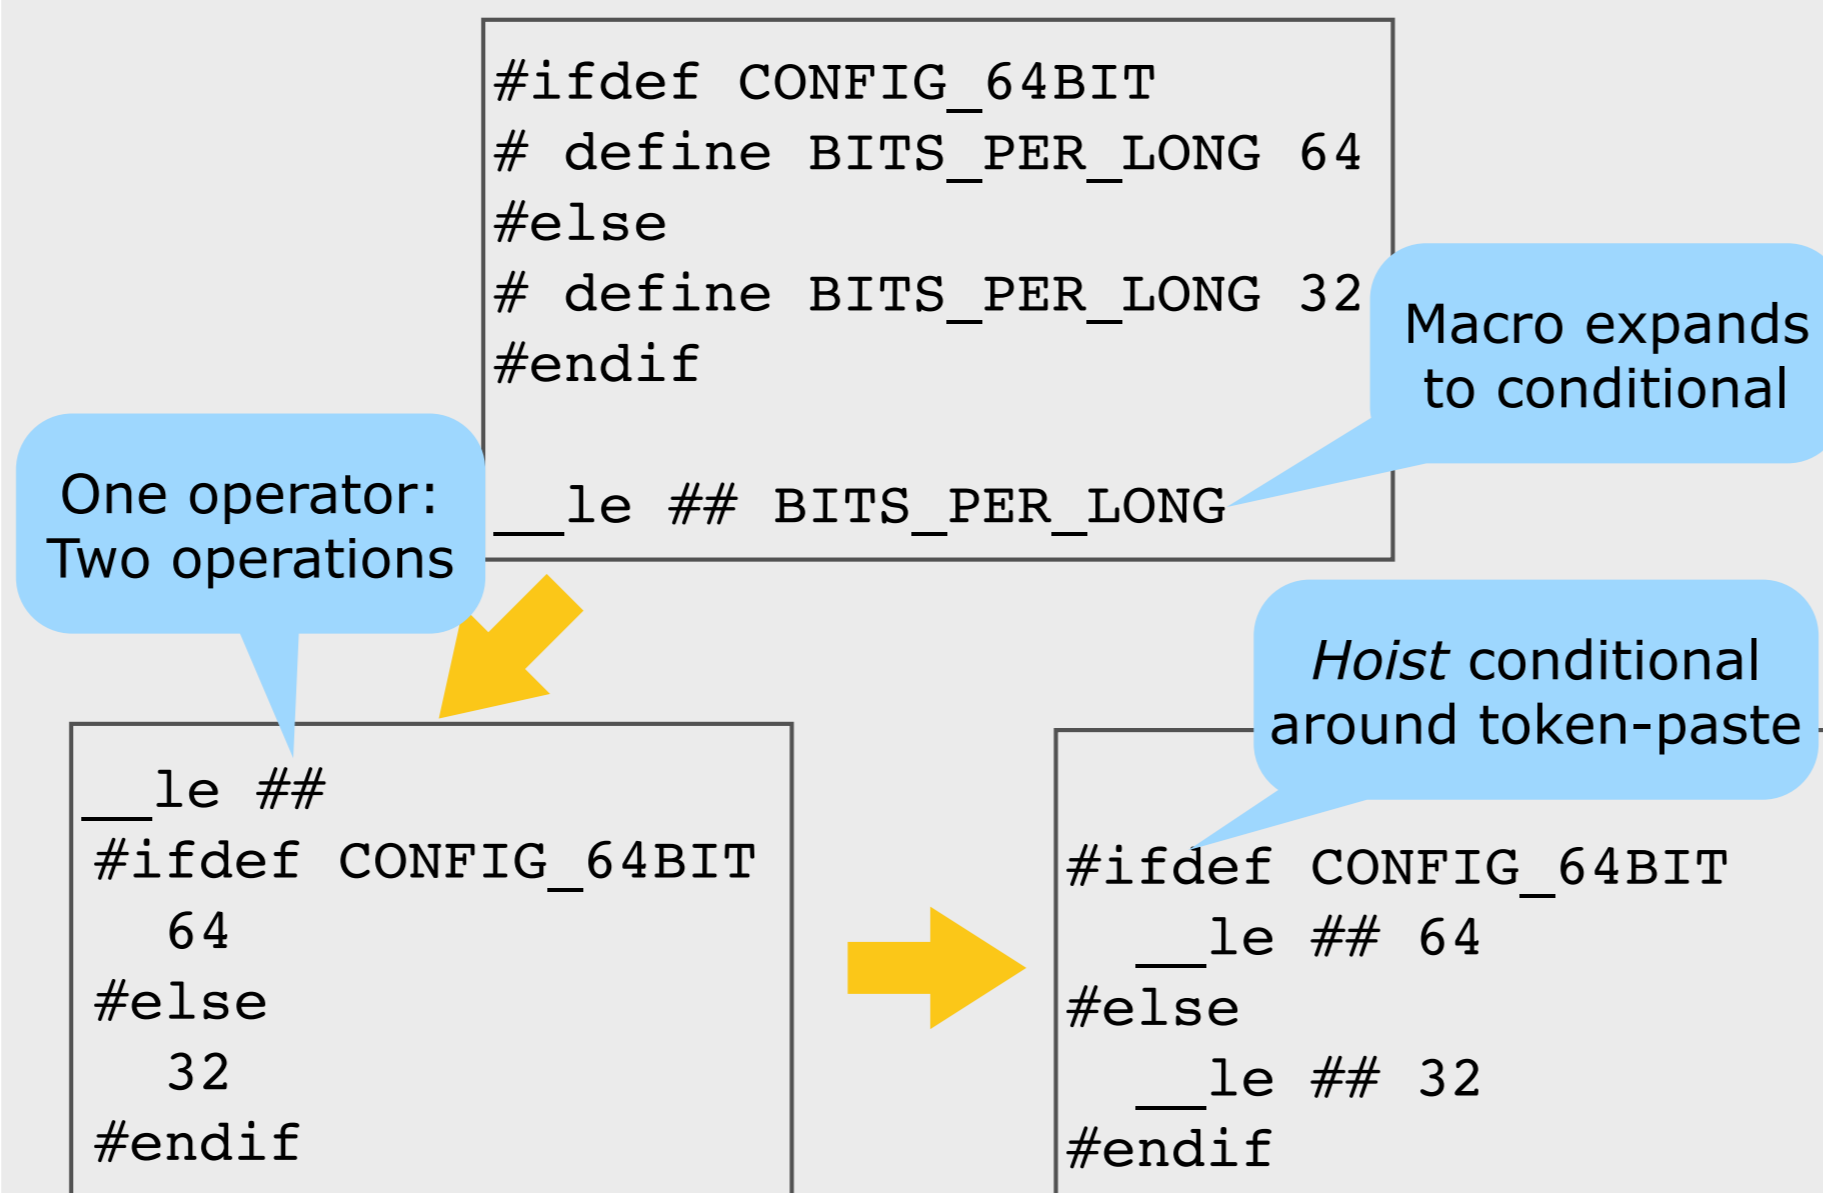 #ifdef CONFIG_64BIT
# define BITS_PER_LONG 64
#else
# define BITS_PER_LONG 32
#endif
__le ## BITS_PER_LONG
Macro expands
to conditional
One operator:
Two operations
__le ##
#ifdef CONFIG_64BIT
64
#else
32
#endif
Hoist conditional
around token-paste
#ifdef CONFIG_64BIT
__le ## 64
#else
__le ## 32
#endif